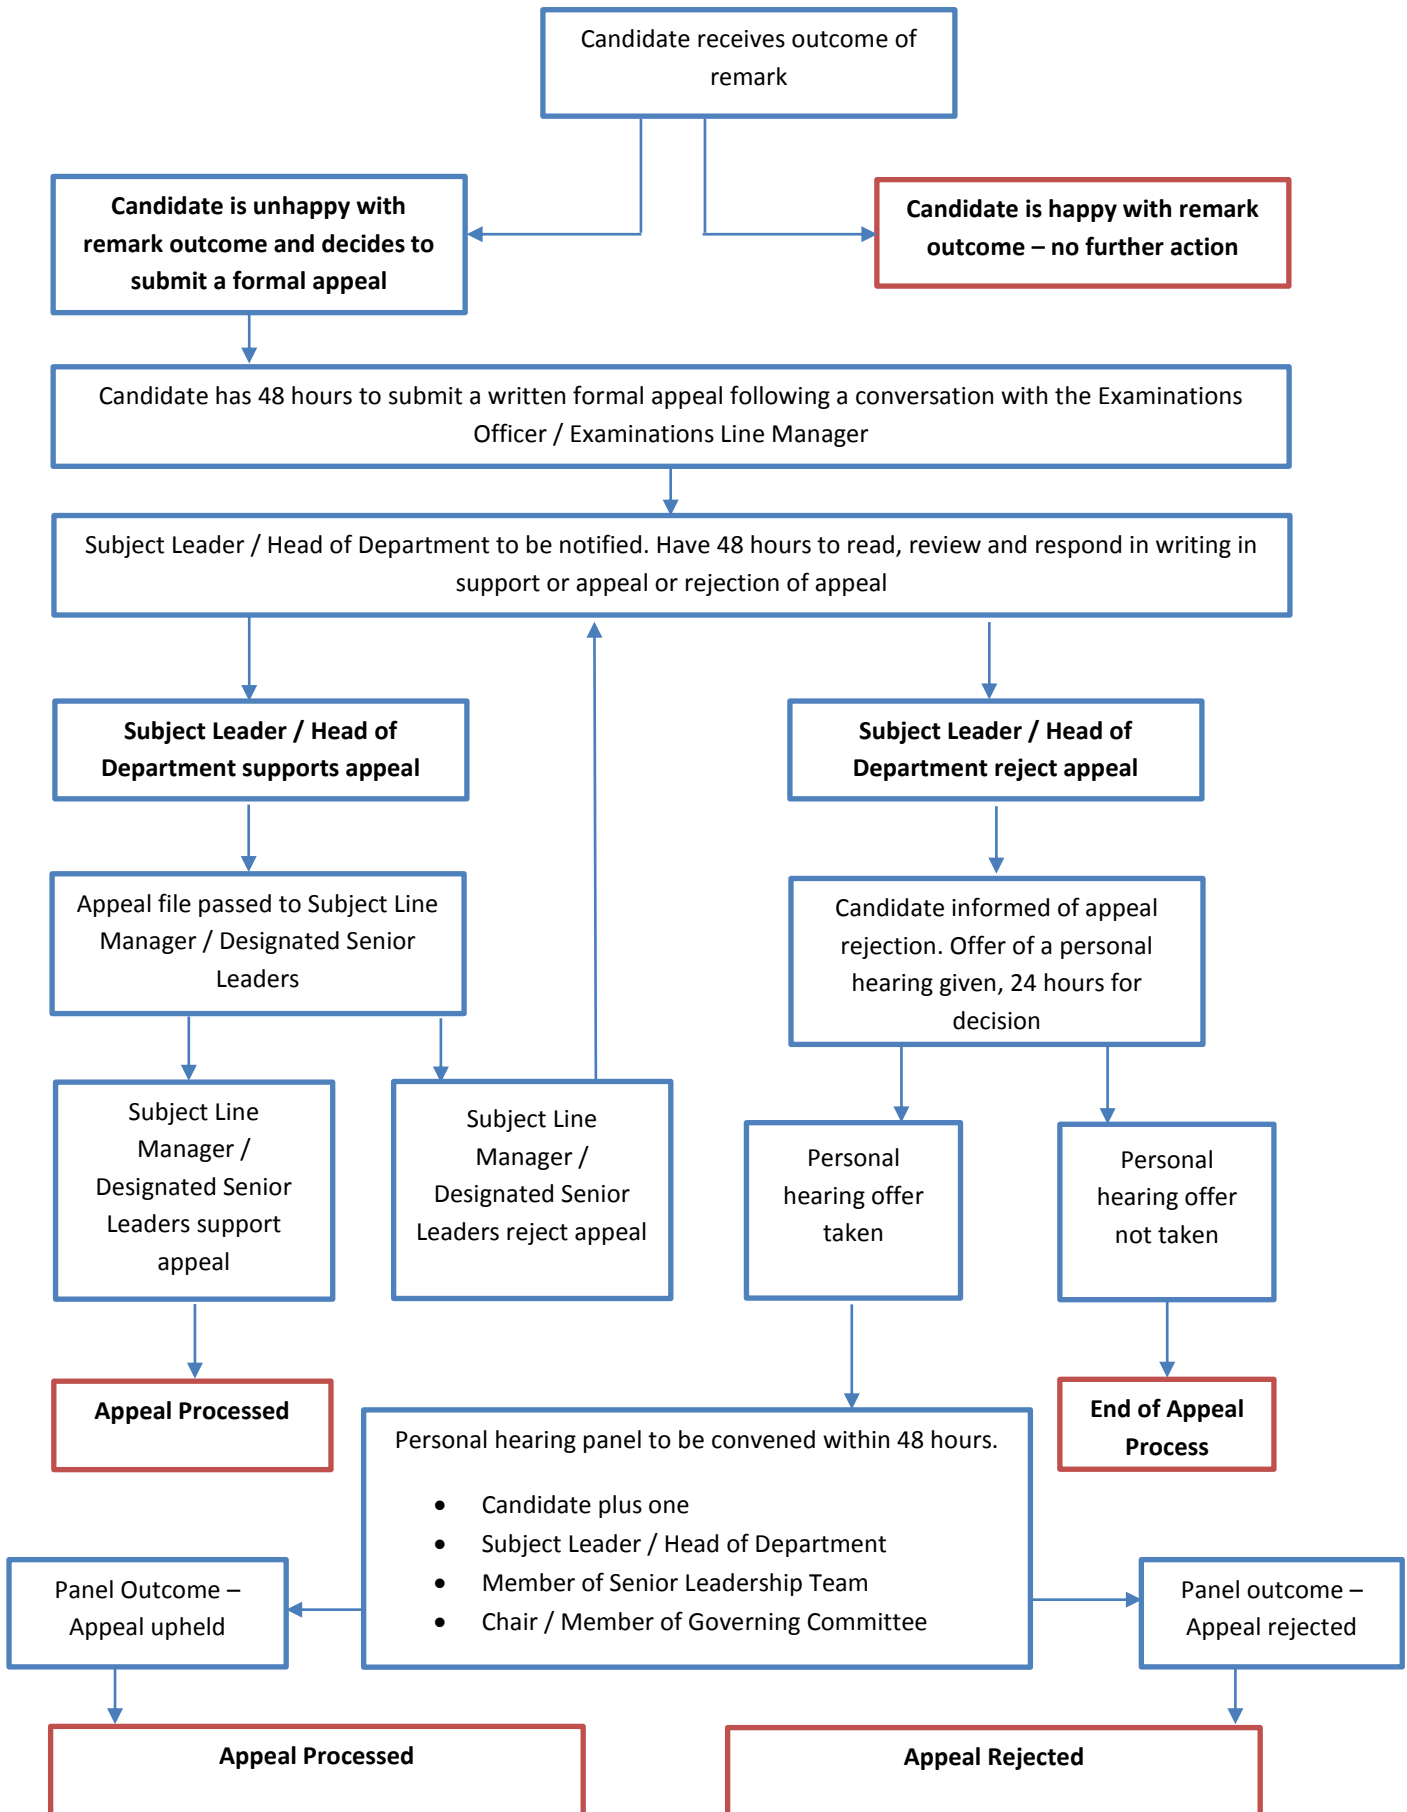 Candidate receives outcome of
remark
Candidate is unhappy with
remark outcome and decides to
submit a formal appeal
Candidate is happy with remark
outcome – no further action
Candidate has 48 hours to submit a written formal appeal following a conversation with the Examinations
Officer / Examinations Line Manager
Subject Leader / Head of Department to be notified. Have 48 hours to read, review and respond in writing in
support or appeal or rejection of appeal
Subject Leader / Head of
Department supports appeal
Subject Leader / Head of
Department reject appeal
Appeal file passed to Subject Line
Manager / Designated Senior
Leaders
Candidate informed of appeal
rejection. Offer of a personal
hearing given, 24 hours for
decision
Subject Line
Manager /
Designated Senior
Leaders support
appeal
Subject Line
Manager /
Designated Senior
Leaders reject appeal
Personal
hearing offer
taken
Personal
hearing offer
not taken
Appeal Processed
End of Appeal
Process
Personal hearing panel to be convened within 48 hours.
• Candidate plus one
• Subject Leader / Head of Department
• Member of Senior Leadership Team
• Chair / Member of Governing Committee
Panel Outcome –
Appeal upheld
Panel outcome –
Appeal rejected
Appeal Processed
Appeal Rejected